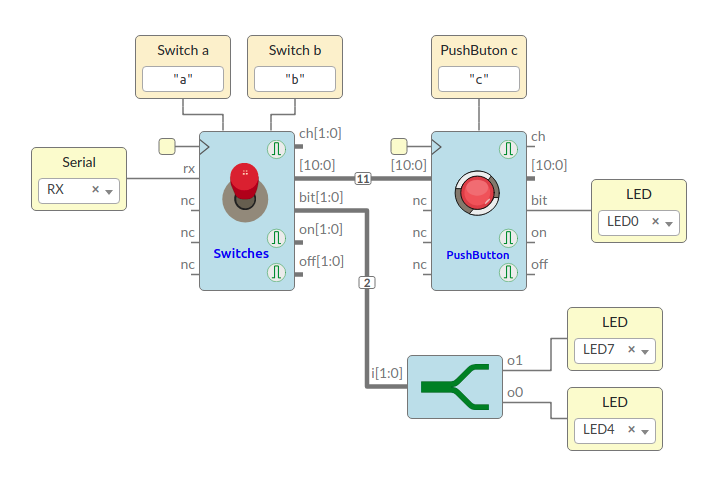 Switch a
"a"
Switch b
"b"
PushButon c
"c"
Serial
RX
rx
nc
nc
nc
Switches
ch[1:0]
[10:0]
bit[1:0]
on[1:0]
off[1:0]
11
2
[10:0]
nc
nc
nc
PushButton
ch
[10:0]
bit
on
off
LED
LED0
i[1:0]
o1
o0
LED
LED7
LED
LED4